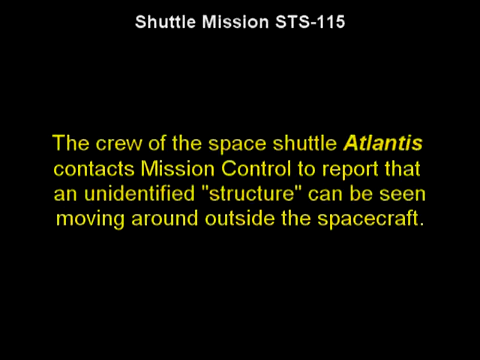 Shuttle Mission STS-115
The crew of the space shuttle Atlantis
contacts Mission Control to report that
an unidentified "structure" can be seen
moving around outside the spacecraft.